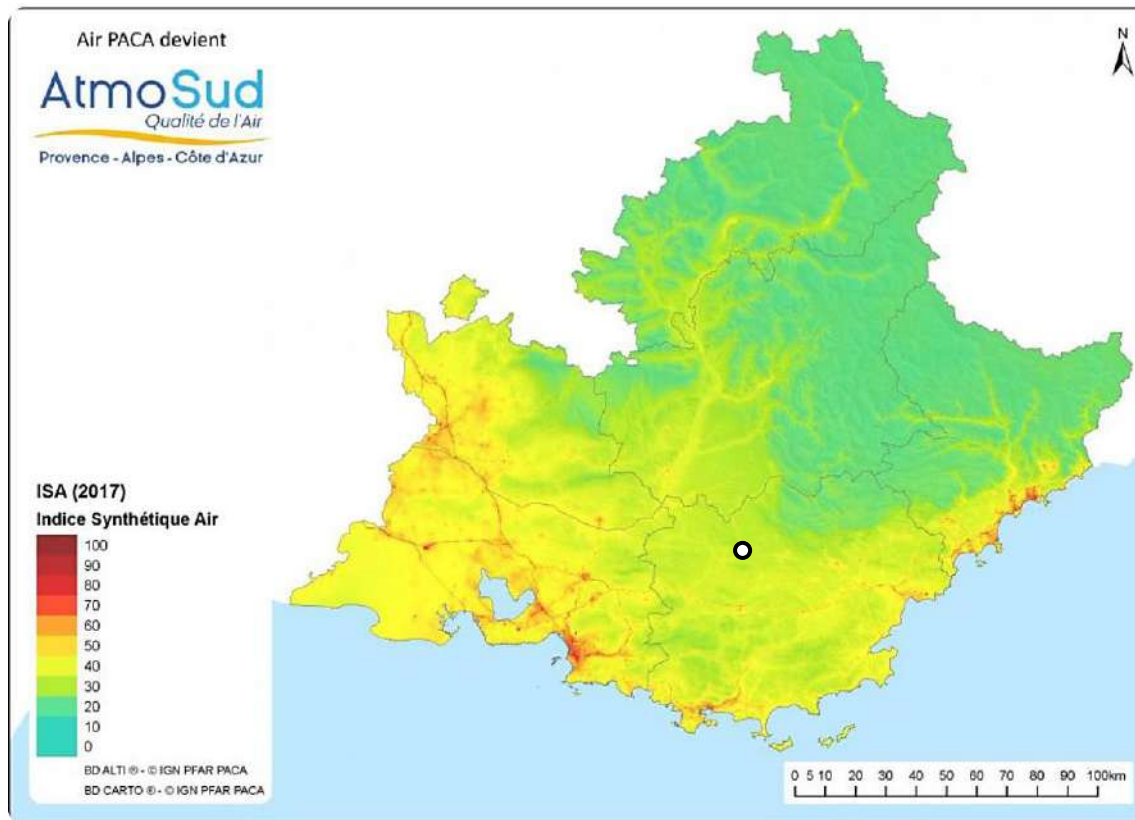 Air PACA devient
AtmoSud
Qualité de l'Air
Provence - Alpes - Côte d'Azur
N
ISA (2017)
Indice Synthétique Air
100
90
80
70
60
50
40
30
20
10
0
BD ALTI ® - © IGN PFAR PACA
BD CARTO ® - © IGN PFAR PACA
0 5 10 20 30 40 50 60 70 80 90 100km